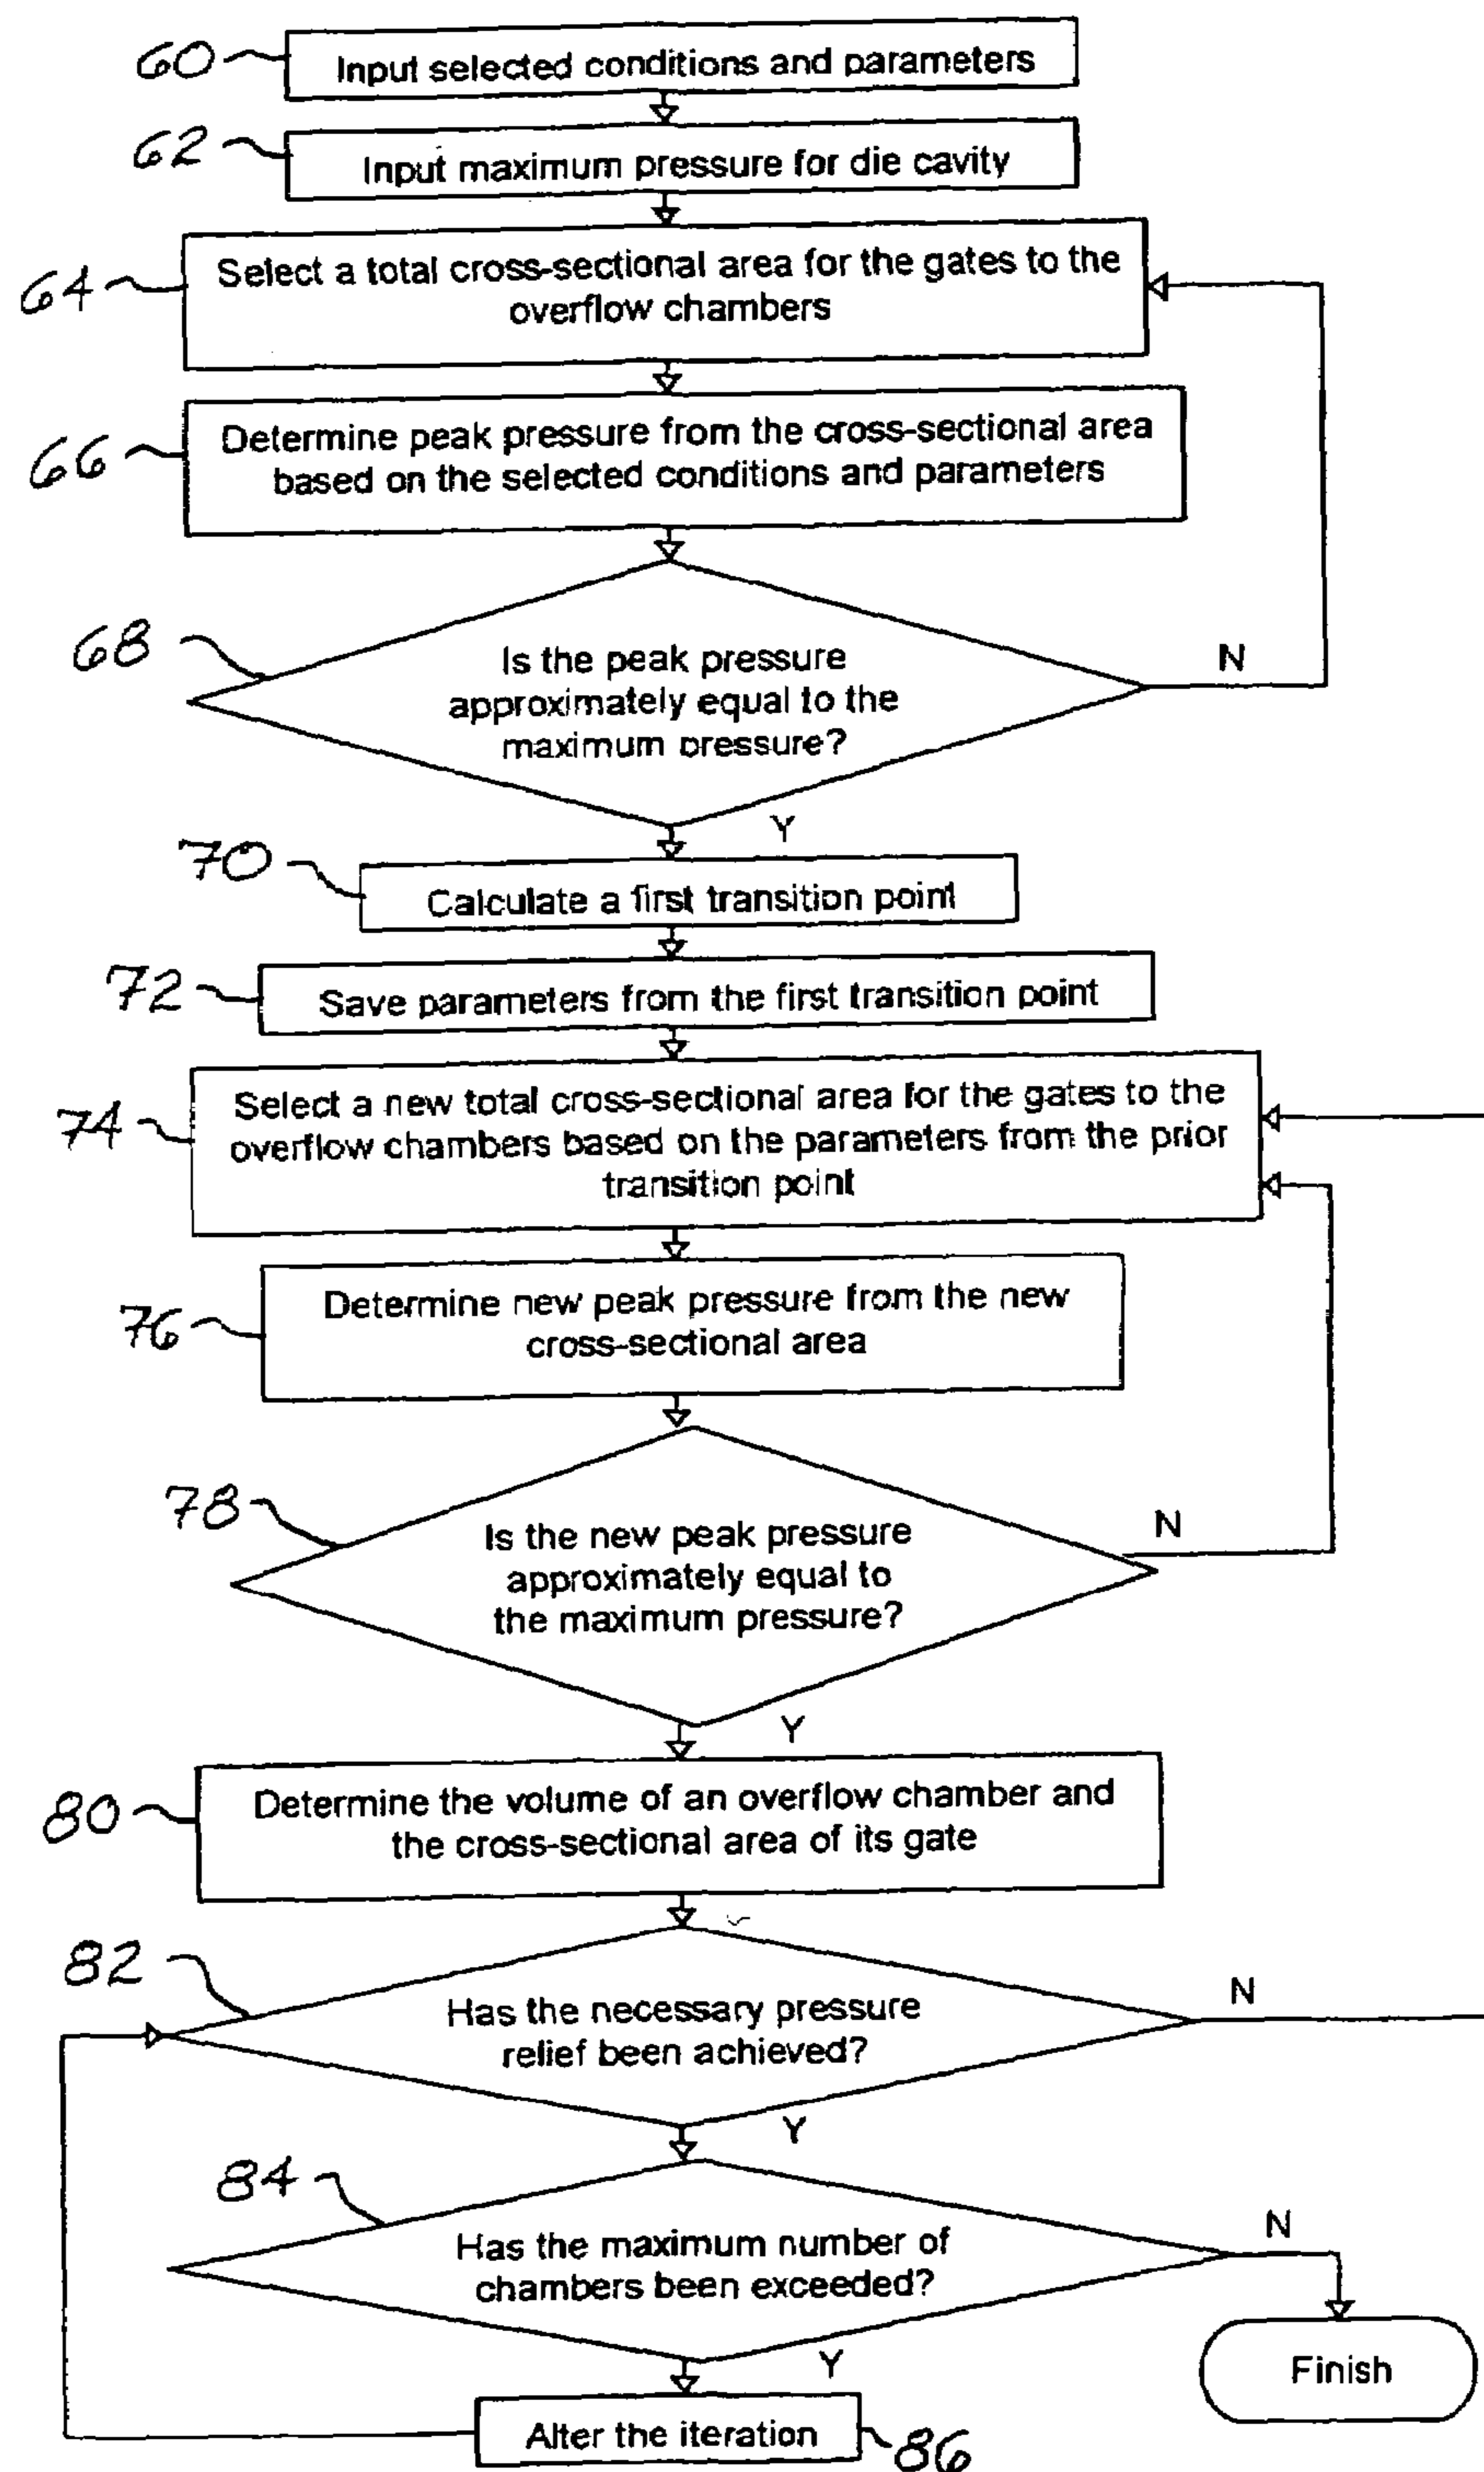 60
Input selected conditions and parameters
62
Input maximum pressure for die cavity
64
Select a total cross-sectional area for the gates to the
overflow chambers
66
Determine peak pressure from the cross-sectional area
based on the selected conditions and parameters
68
Is the peak pressure
approximately equal to the
maximum pressure?
N
Y
70
Calculate a first transition point
72
Save parameters from the first transition point
74
Select a new total cross-sectional area for the gates to the
overflow chambers based on the parameters from the prior
transition point
76
Determine new peak pressure from the new
cross-sectional area
78
Is the new peak pressure
approximately equal to
the maximum pressure?
N
Y
80
Determine the volume of an overflow chamber and
the cross-sectional area of its gate
82
Has the necessary pressure
relief been achieved?
N
Y
84
Has the maximum number of
chambers been exceeded?
N
Y
Finish
Alter the iteration
86